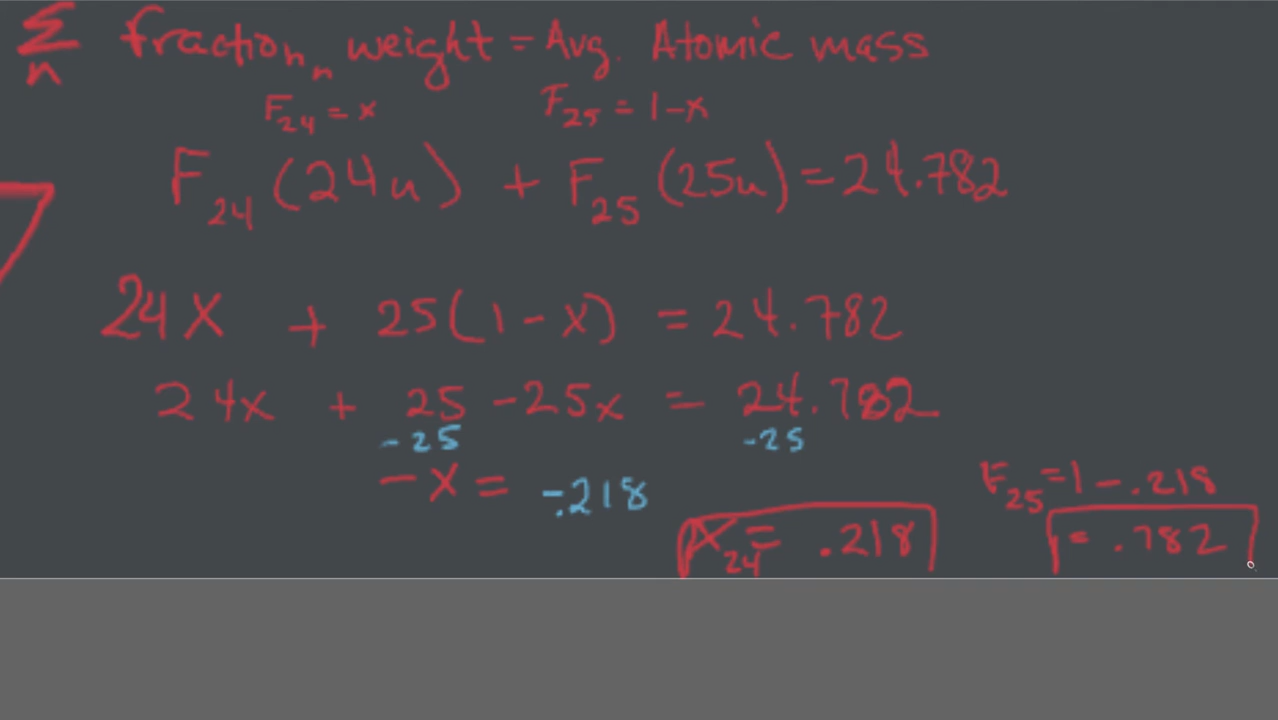 Σ fraction_n weight_n = Avg. Atomic mass
n
F₂₄ = x F₂₅ = 1 - x
F₂₄ (24u) + F₂₅ (25u) = 24.782
24x + 25(1 - x) = 24.782
24x + 25 - 25x = 24.782
-25 -25
-x = -.218
F₂₅ = 1 - .218
X₂₄ = .218
= .782